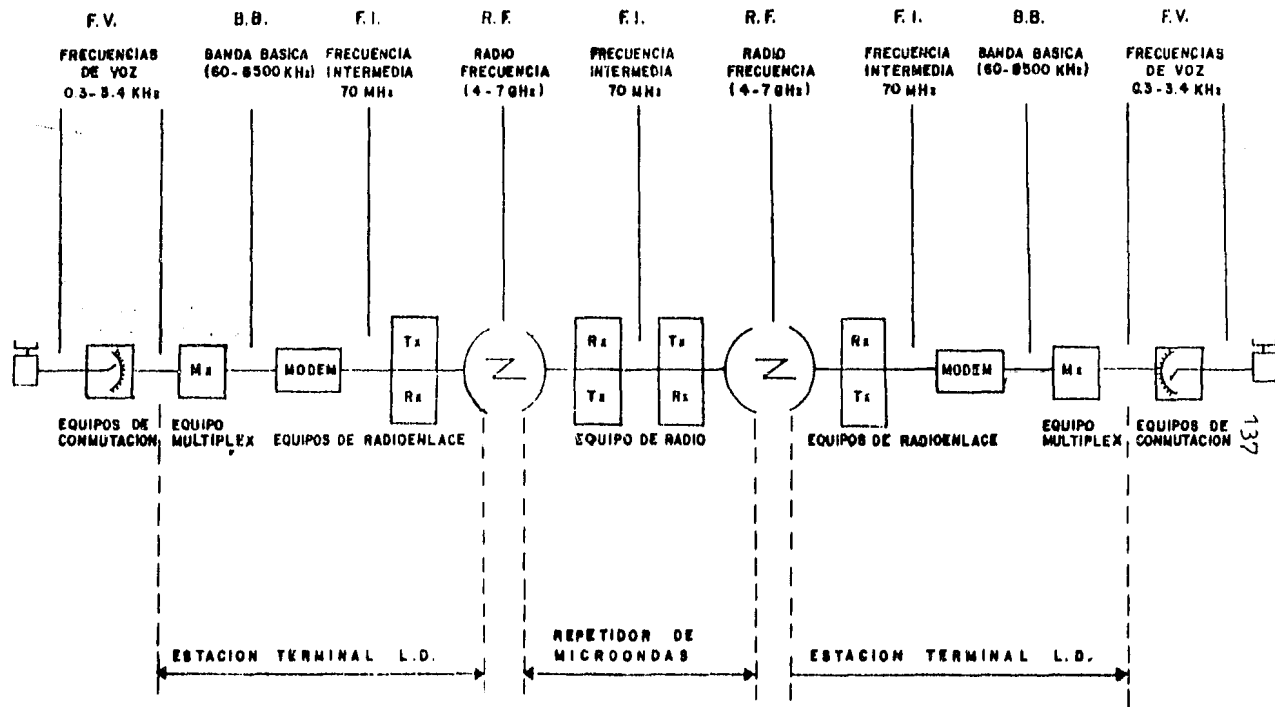 F.V.
B.B.
F.I.
R.F.
F.I.
R.F.
F.I.
B.B.
F.V.
FRECUENCIAS
DE VOZ
0.3-3.4 KHz
BANDA BASICA
(60-8500 KHz)
FRECUENCIA
INTERMEDIA
70 MHz
RADIO
FRECUENCIA
(4-7 GHz)
FRECUENCIA
INTERMEDIA
70 MHz
RADIO
FRECUENCIA
(4-7 GHz)
FRECUENCIA
INTERMEDIA
70 MHz
BANDA BASICA
(60-8500 KHz)
FRECUENCIAS
DE VOZ
0.3-3.4 KHz
Mx
MODEM
Tx
Rx
Rx
Tx
Tx
Rx
Rx
Tx
MODEM
Mx
EQUIPOS DE
CONMUTACION
EQUIPO
MULTIPLEX
EQUIPOS DE RADIOENLACE
EQUIPO DE RADIO
EQUIPOS DE RADIOENLACE
EQUIPO
MULTIPLEX
EQUIPOS DE
CONMUTACION
137
ESTACION TERMINAL L.D.
REPETIDOR DE
MICROONDAS
ESTACION TERMINAL L.D.